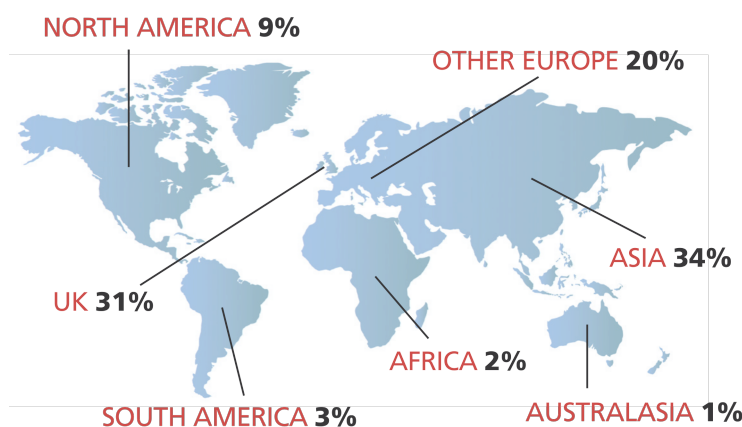 NORTH AMERICA 9%
OTHER EUROPE 20%
ASIA 34%
UK 31%
AFRICA 2%
SOUTH AMERICA 3%
AUSTRALASIA 1%